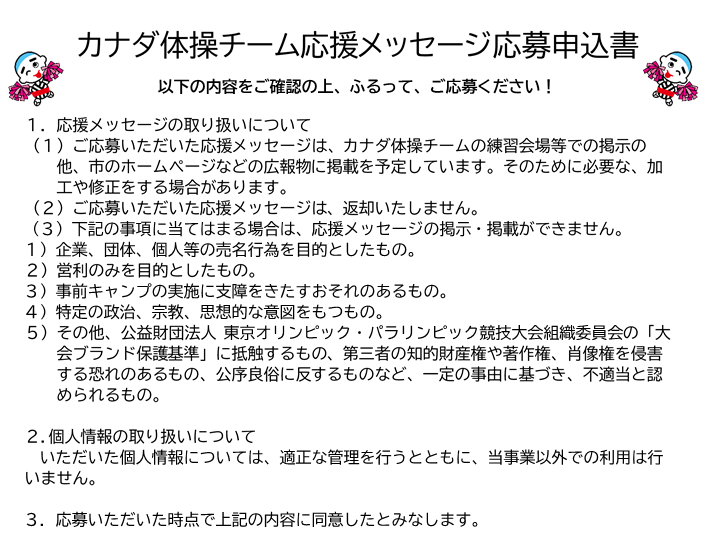 カナダ体操チーム応援メッセージ応募申込書
以下の内容をご確認の上、ふるって、ご応募ください！
１．応援メッセージの取り扱いについて
（１）ご応募いただいた応援メッセージは、カナダ体操チームの練習会場等での掲示の
他、市のホームページなどの広報物に掲載を予定しています。そのために必要な、加
工や修正をする場合があります。
（２）ご応募いただいた応援メッセージは、返却いたしません。
（３）下記の事項に当てはまる場合は、応援メッセージの掲示・掲載ができません。
１）企業、団体、個人等の売名行為を目的としたもの。
２）営利のみを目的としたもの。
３）事前キャンプの実施に支障をきたすおそれのあるもの。
４）特定の政治、宗教、思想的な意図をもつもの。
５）その他、公益財団法人 東京オリンピック・パラリンピック競技大会組織委員会の「大
会ブランド保護基準」に抵触するもの、第三者の知的財産権や著作権、肖像権を侵害
する恐れのあるもの、公序良俗に反するものなど、一定の事由に基づき、不適当と認
められるもの。
２.個人情報の取り扱いについて
いただいた個人情報については、適正な管理を行うとともに、当事業以外での利用は行
いません。
３．応募いただいた時点で上記の内容に同意したとみなします。